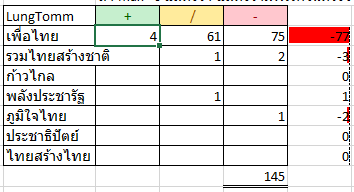 LungTomm + / -
เพื่อไทย 4 61 75 -77
รวมไทยสร้างชาติ 1 2 -3
ก้าวไกล 0
พลังประชารัฐ 1 1
ภูมิใจไทย 1 -2
ประชาธิปัตย์ 0
ไทยสร้างไทย 0
145